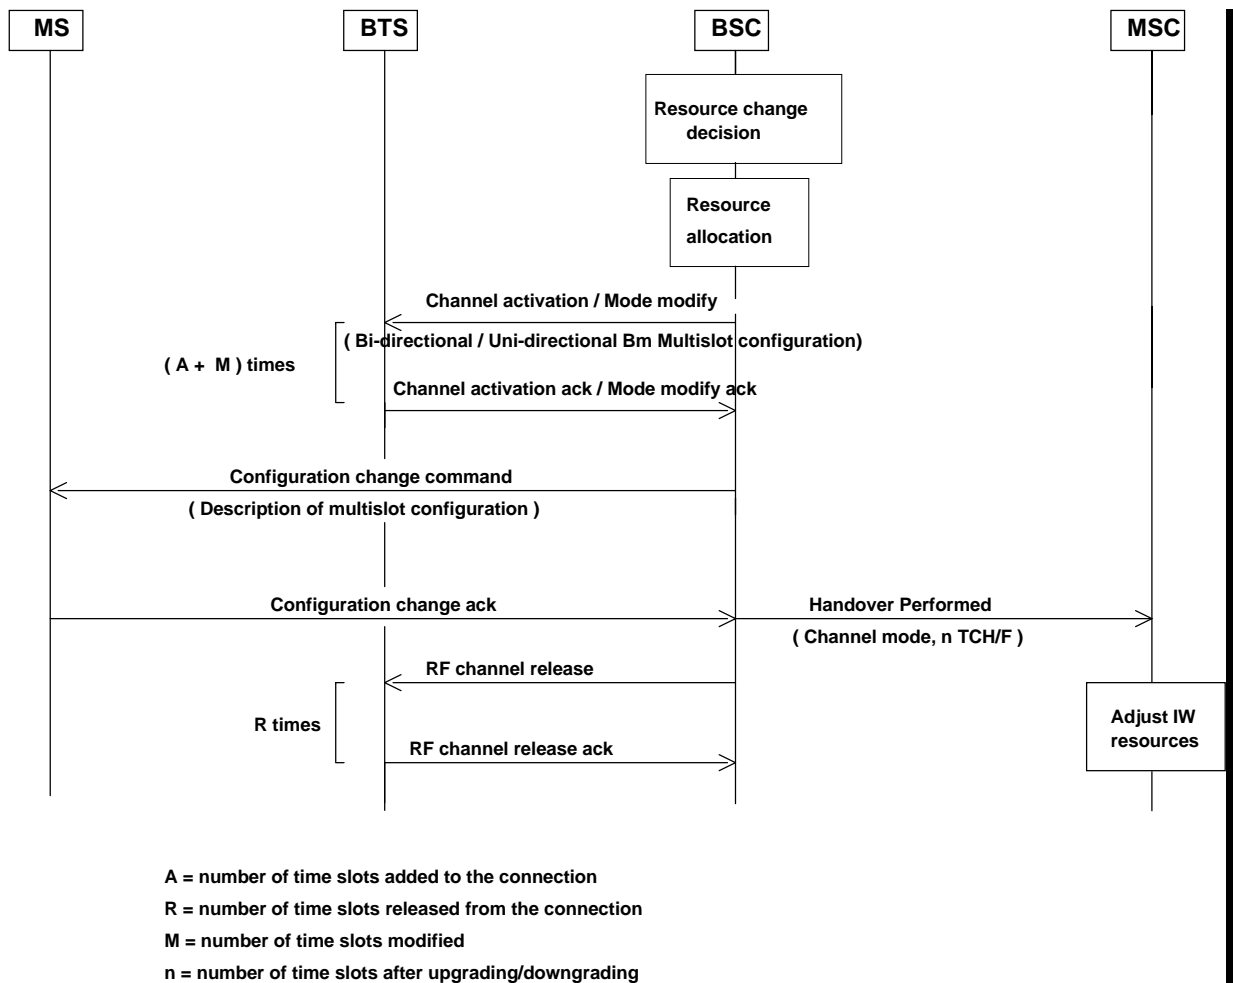 MS
BTS
BSC
MSC
Resource change
decision
Resource
allocation
Channel activation / Mode modify
( Bi-directional / Uni-directional Bm Multislot configuration)
( A + M ) times
Channel activation ack / Mode modify ack
Configuration change command
( Description of multislot configuration )
Configuration change ack
Handover Performed
( Channel mode, n TCH/F )
RF channel release
R times
Adjust IW
resources
RF channel release ack
A = number of time slots added to the connection
R = number of time slots released from the connection
M = number of time slots modified
n = number of time slots after upgrading/downgrading